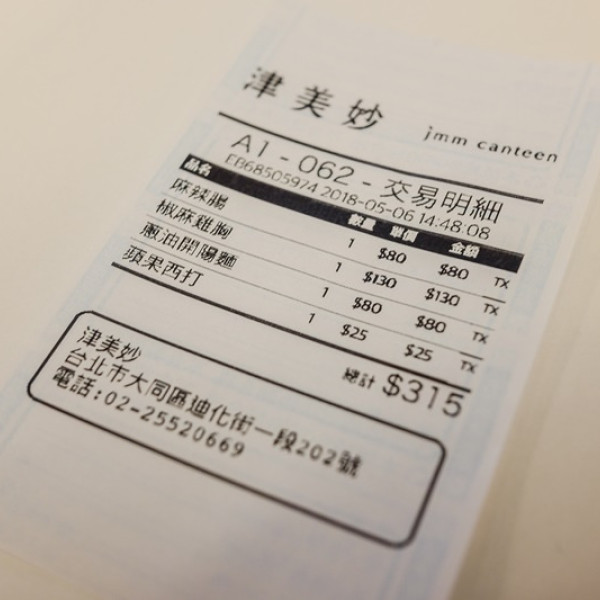 津美妙 jmm canteen
A1 - 062 - 交易明細
EB68505974 2018-05-06 14:48:08
品名 數量 單價 金額
麻辣腸 1 $80 $80 TX
椒麻雞胸 1 $130 $130 TX
蔥油開陽麵 1 $80 $80 TX
蘋果西打 1 $25 $25 TX
總計 $315
津美妙
台北市大同區迪化街一段202號
電話:02-25520669